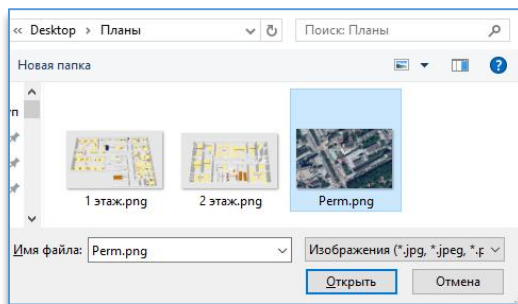 « Desktop > Планы
Поиск: Планы
Новая папка
1 этаж.png
2 этаж.png
Perm.png
Имя файла: Perm.png
Изображения (*.jpg, *.jpeg, *.p
Открыть
Отмена